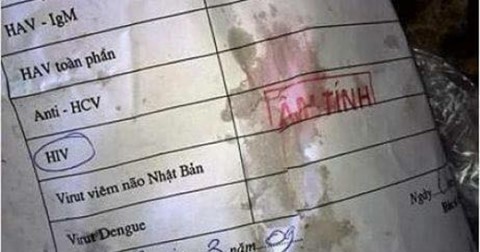 HAV - IgM
HAV toàn phần
Anti - HCV
ÂM TÍNH
HIV
Virut viêm não Nhật Bản
Virut Dengue
Ngày
3 năm 09